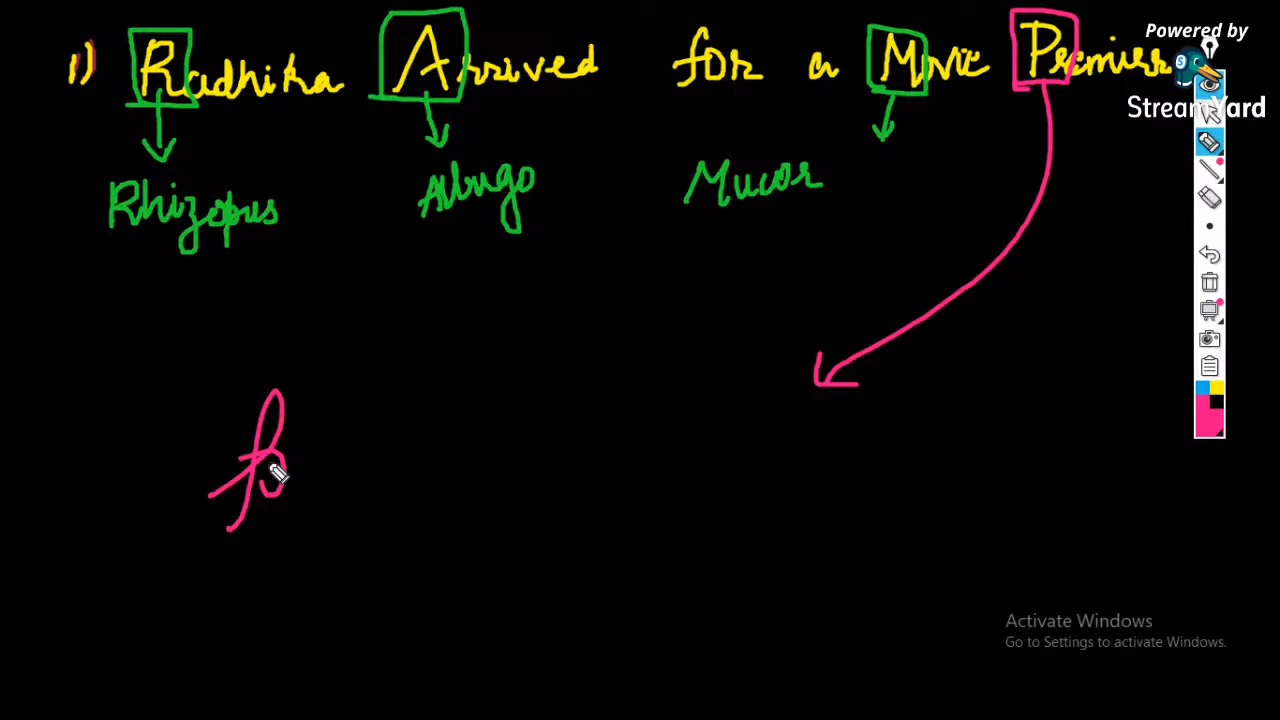 Powered by
1) Radhika Arrived for a Movie Premier
StreamYard
Rhizopus Albugo Mucor
Activate Windows
Go to Settings to activate Windows.